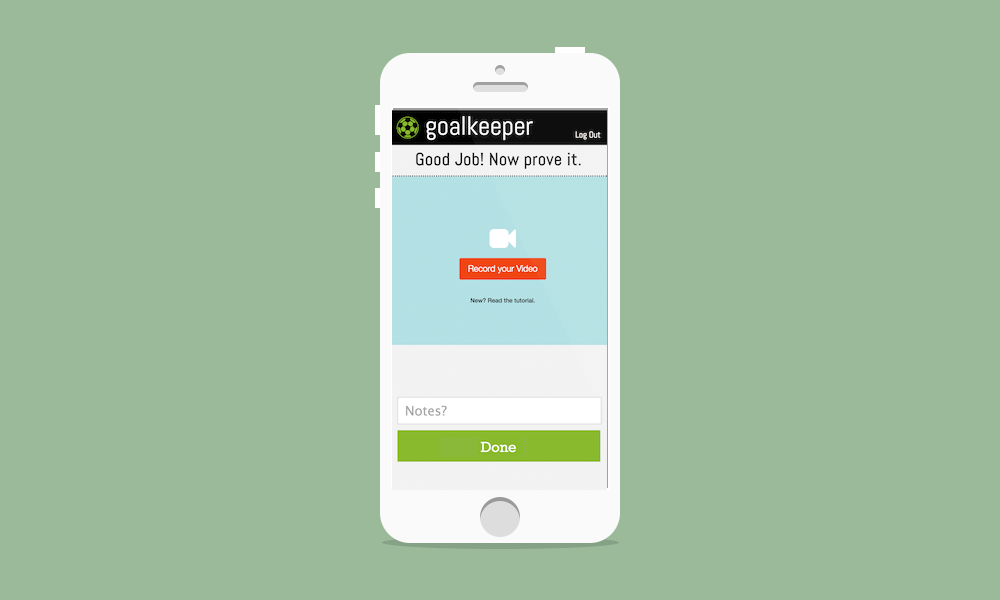 goalkeeper
Log Out
Good Job! Now prove it.
Record your Video
New? Read the tutorial.
Notes?
Done